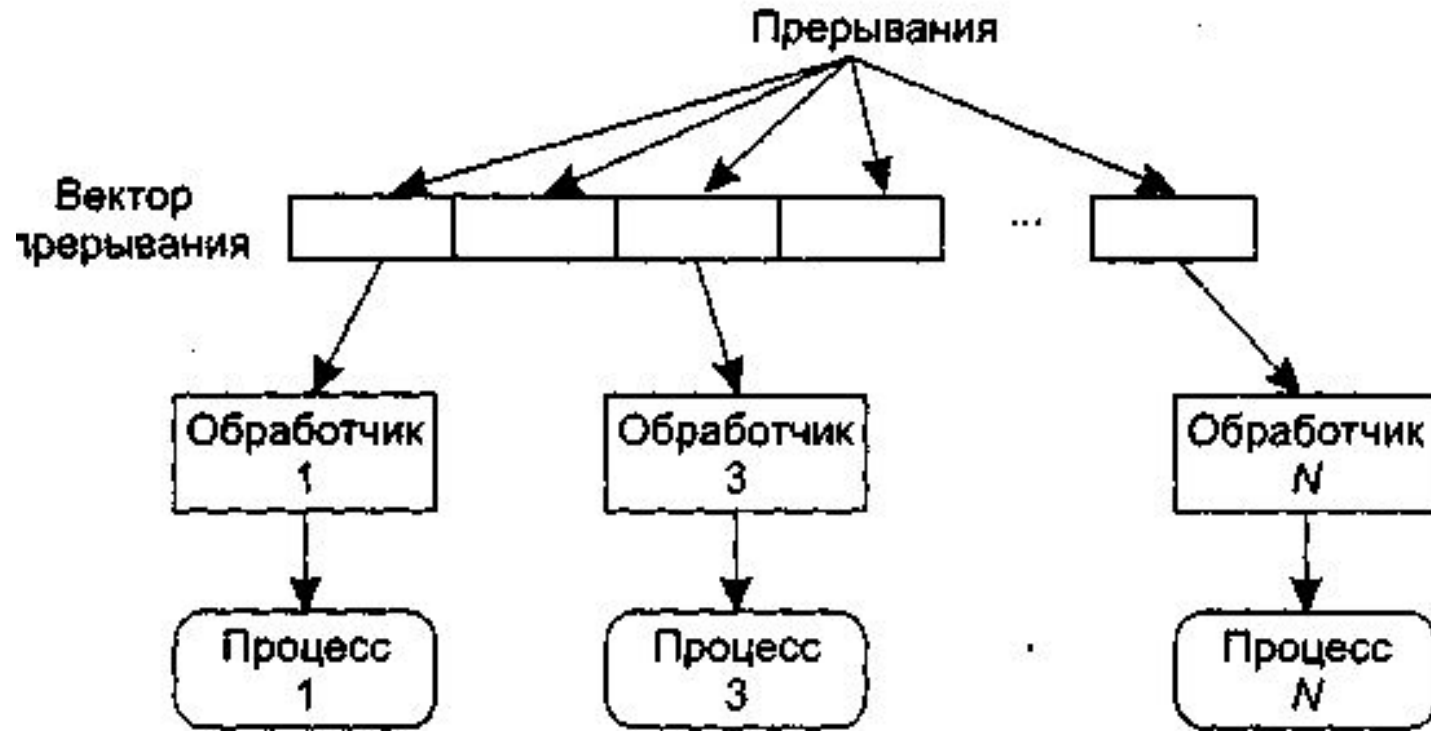 Прерывания
Вектор
прерывания
...
Обработчик
1
Обработчик
3
Обработчик
N
Процесс
1
Процесс
3
Процесс
N